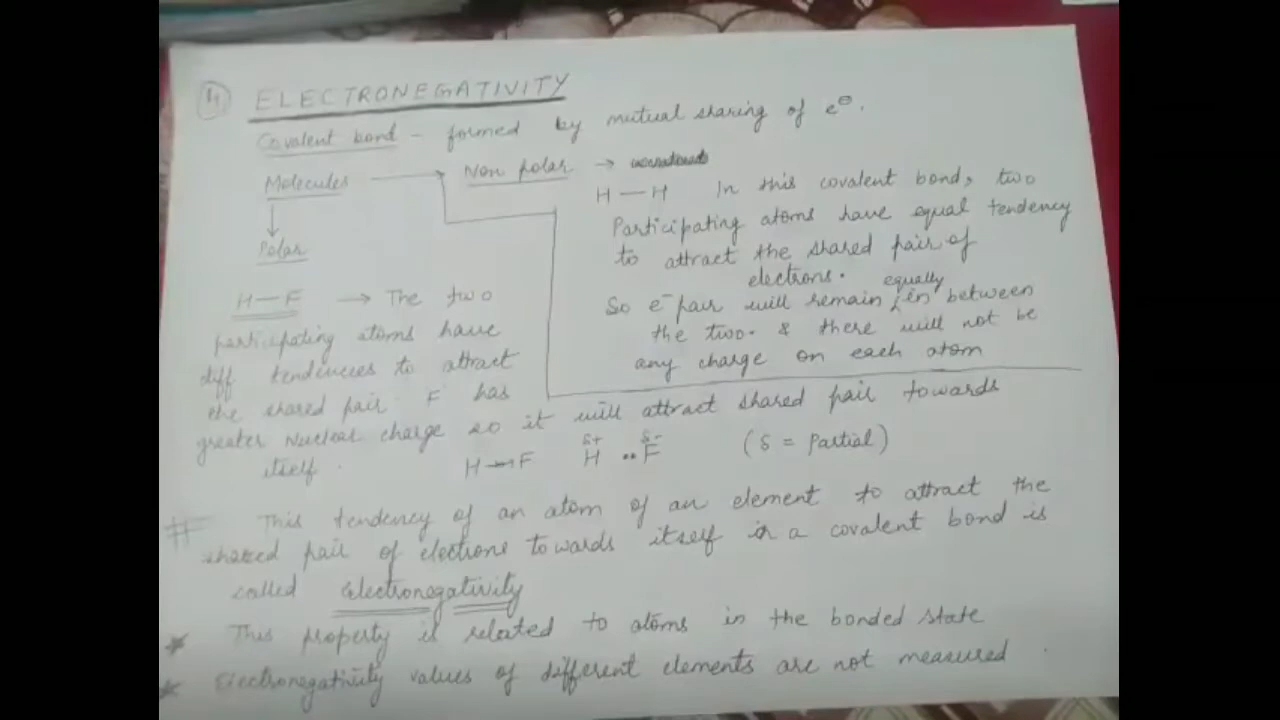 4 ELECTRONEGATIVITY
Covalent bond - formed by mutual sharing of e⊖.
Molecules → Non polar →
↓
Polar
H—H In this covalent bond, two
Participating atoms have equal tendency
to attract the shared pair of
electrons.
So e⁻ pair will remain equally in between
the two. & there will not be
any charge on each atom
H—F → The two
participating atoms have
diff tendencies to attract
the shared pair. F has
greater Nuclear charge so it will attract shared pair towards
itself.
H→F Hδ+ •• Fδ- (δ = Partial)
# This tendency of an atom of an element to attract the
shared pair of electrons towards itself in a covalent bond is
called Electronegativity
* This property is related to atoms in the bonded state
* Electronegativity values of different elements are not measured